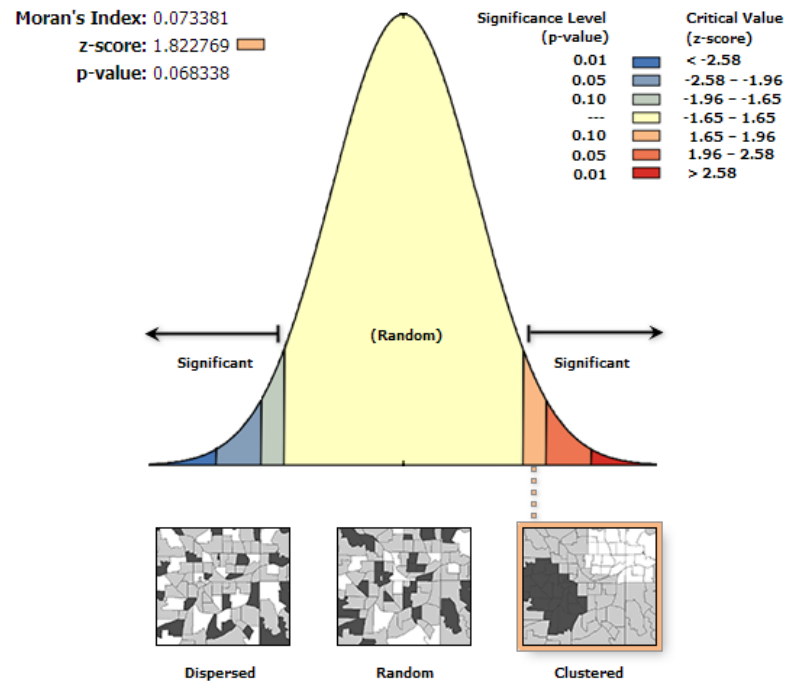 Moran's Index: 0.073381
z-score: 1.822769
p-value: 0.068338
Significance Level
(p-value)
Critical Value
(z-score)
0.01 < -2.58
0.05 -2.58 – -1.96
0.10 -1.96 – -1.65
--- -1.65 – 1.65
0.10 1.65 – 1.96
0.05 1.96 – 2.58
0.01 > 2.58
(Random)
Significant
Significant
Dispersed
Random
Clustered